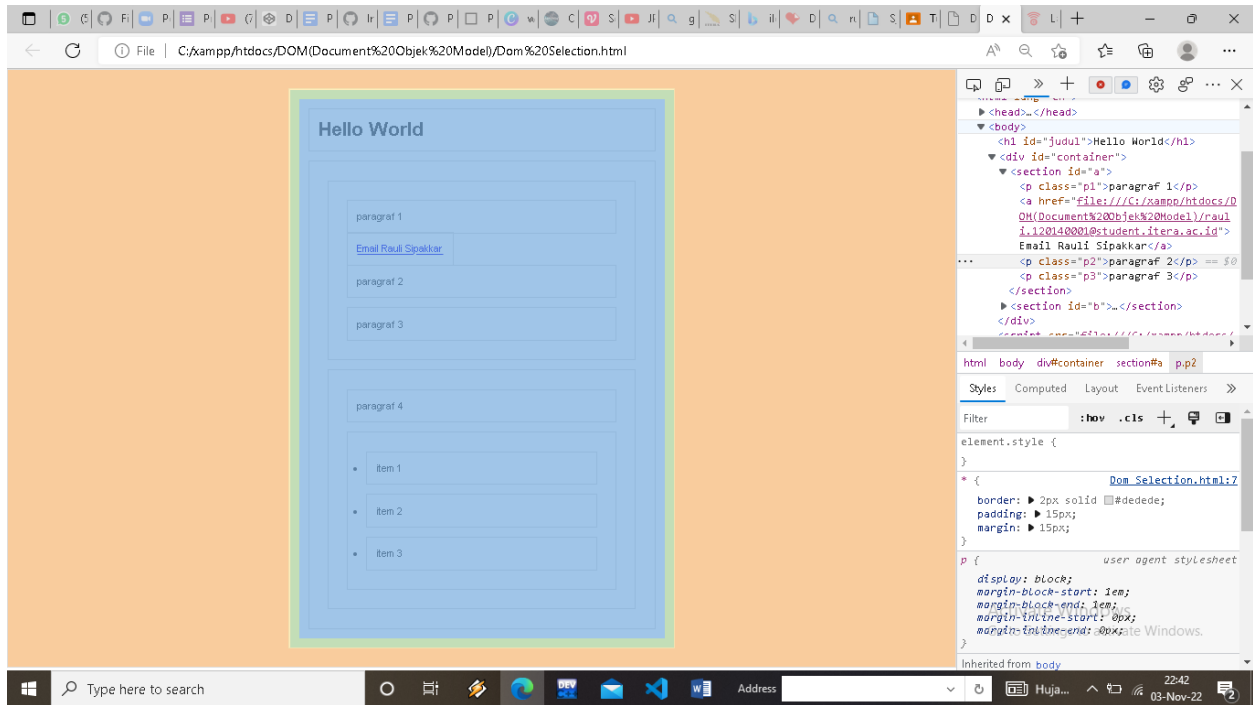 File
C:/xampp/htdocs/DOM(Document%20Objek%20Model)/Dom%20Selection.html
Hello World
paragraf 1
Email Rauli Sipakkar
paragraf 2
paragraf 3
paragraf 4
item 1
item 2
item 3
<head>…</head>
<body>
<h1 id="judul">Hello World</h1>
<div id="container">
<section id="a">
<p class="p1">paragraf 1</p>
<a href="file:///C:/xampp/htdocs/D
OM(Document%20Objek%20Model)/raul
i.120140001@student.itera.ac.id">
Email Rauli Sipakkar</a>
<p class="p2">paragraf 2</p> == $0
<p class="p3">paragraf 3</p>
</section>
<section id="b">…</section>
</div>
html body div#container section#a p.p2
Styles Computed Layout Event Listeners
Filter :hov .cls
element.style {
}
* { Dom Selection.html:7
border: 2px solid #dedede;
padding: 15px;
margin: 15px;
}
p { user agent stylesheet
display: block;
margin-block-start: 1em;
margin-block-end: 1em;
margin-inline-start: 0px;
margin-inline-end: 0px;
}
Activate Windows
Inherited from body
Type here to search
Address
Huja...
22:42
03-Nov-22
2